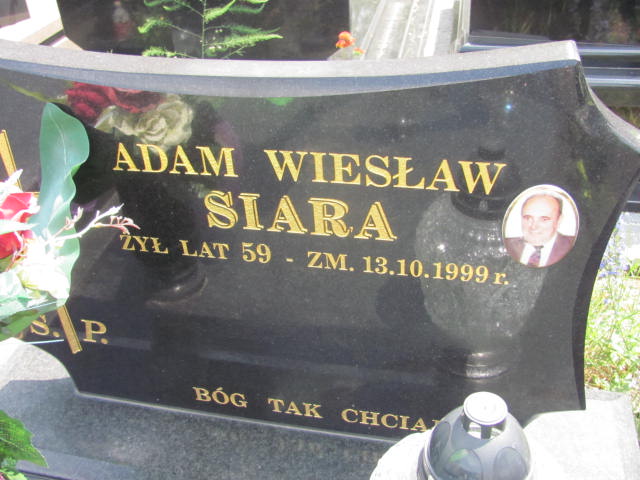 ADAM WIESŁAW
SIARA
ŻYŁ LAT 59 - ZM. 13.10.1999 r.
Ś. P.
BÓG TAK